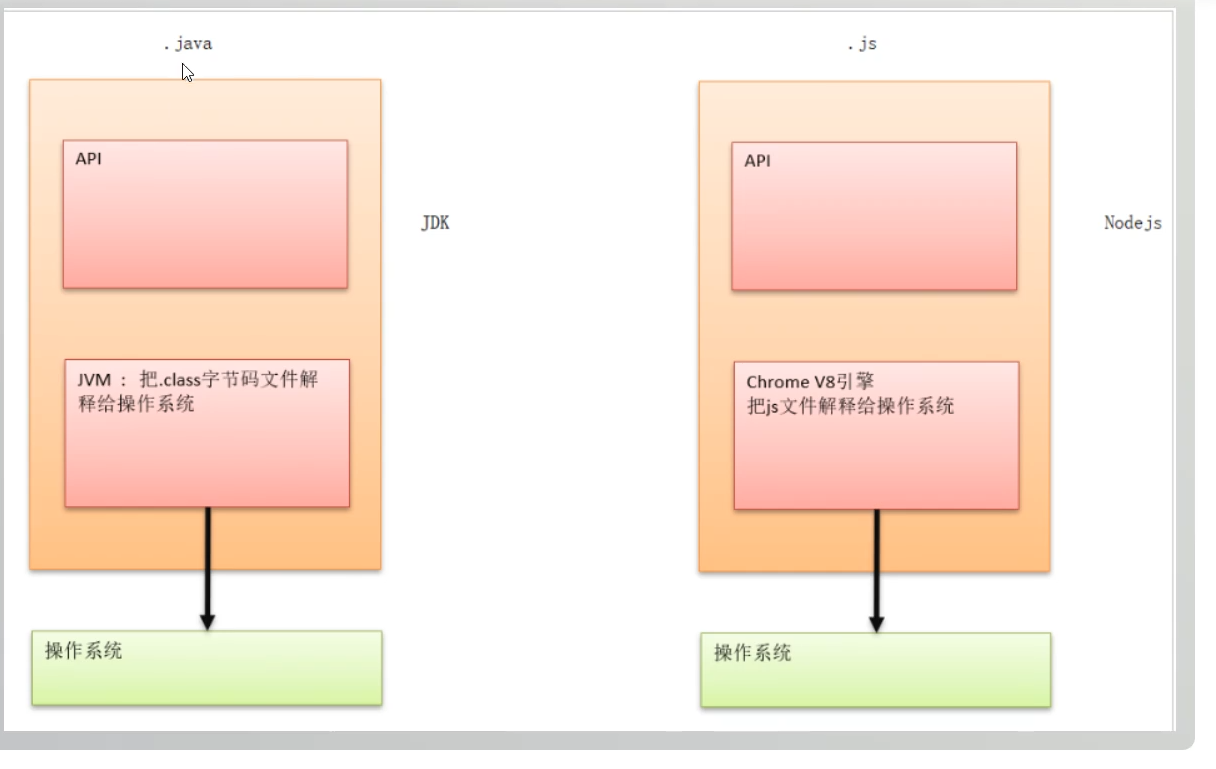 .java
.js
API
API
JDK
Nodejs
JVM ： 把.class字节码文件解
释给操作系统
Chrome V8引擎
把js文件解释给操作系统
操作系统
操作系统